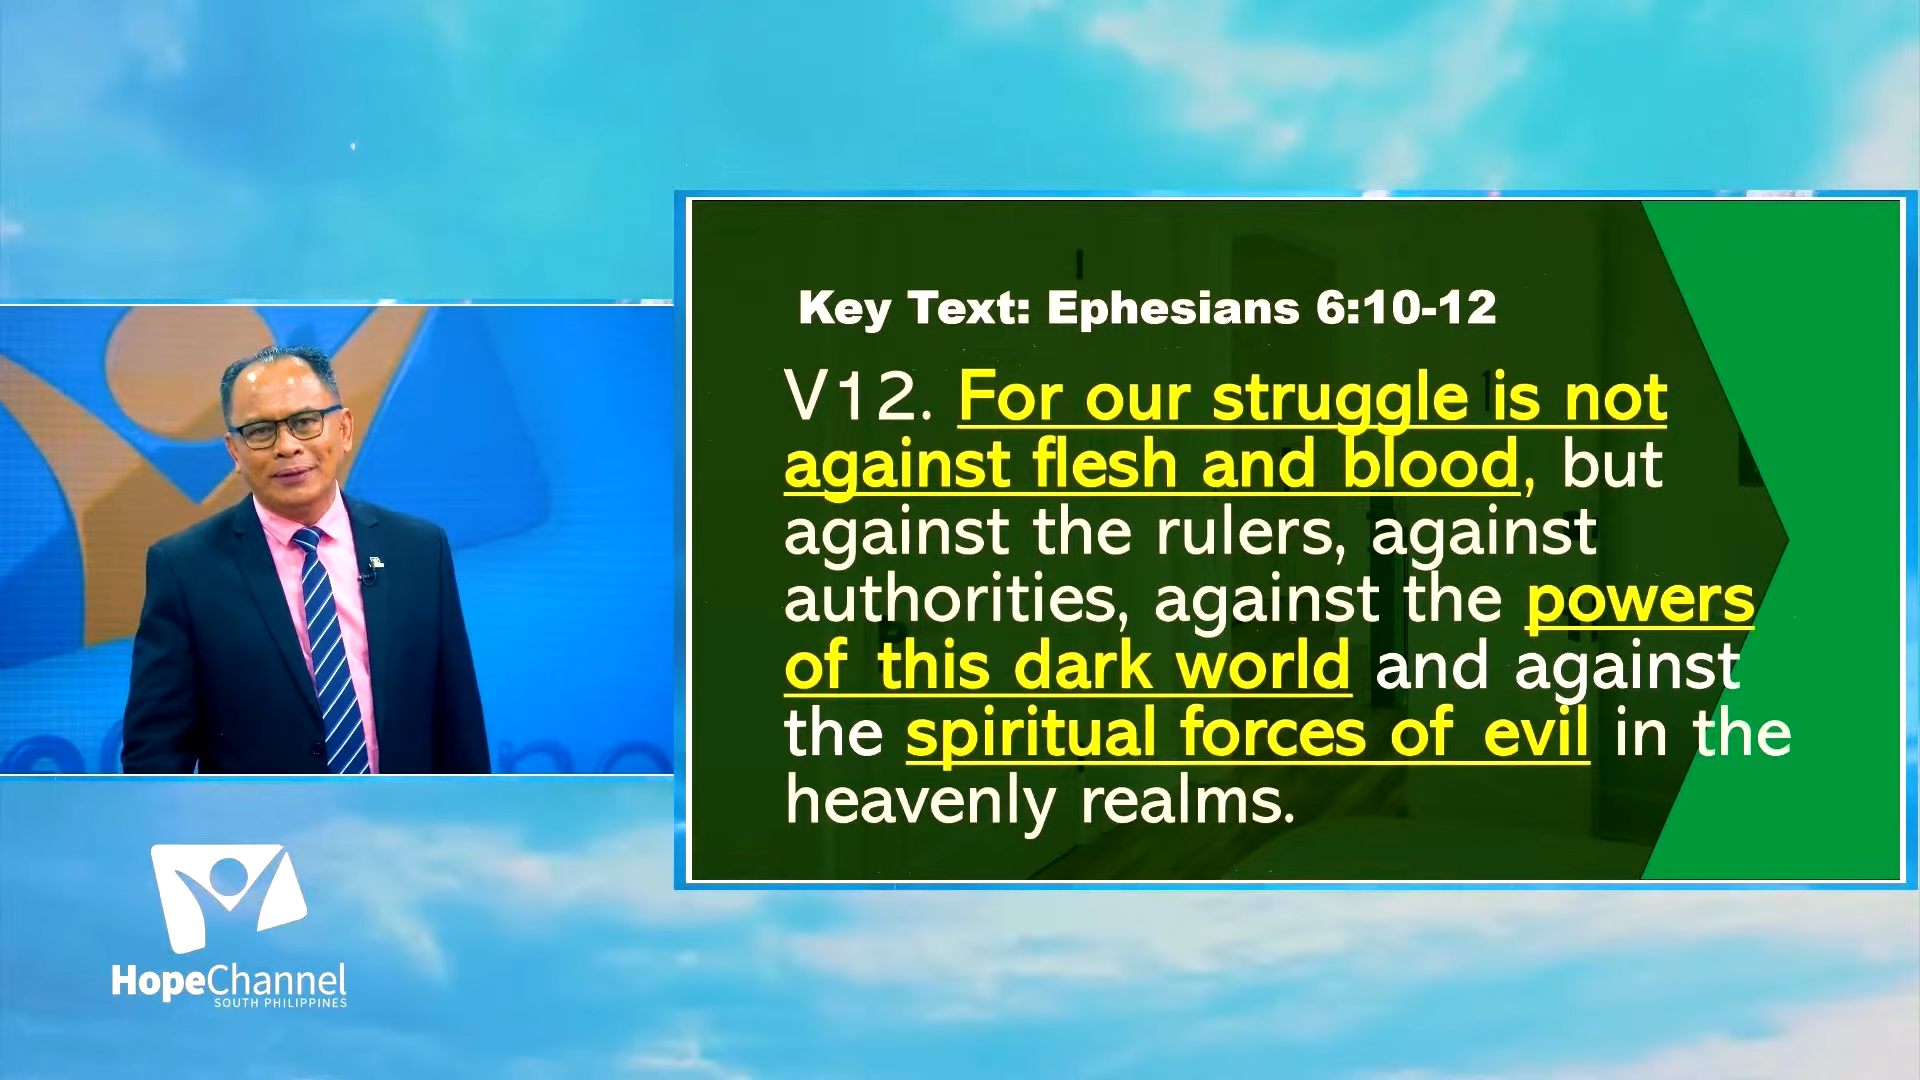 Key Text: Ephesians 6:10-12
V12. For our struggle is not
against flesh and blood, but
against the rulers, against
authorities, against the powers
of this dark world and against
the spiritual forces of evil in the
heavenly realms.
HopeChannel
SOUTH PHILIPPINES